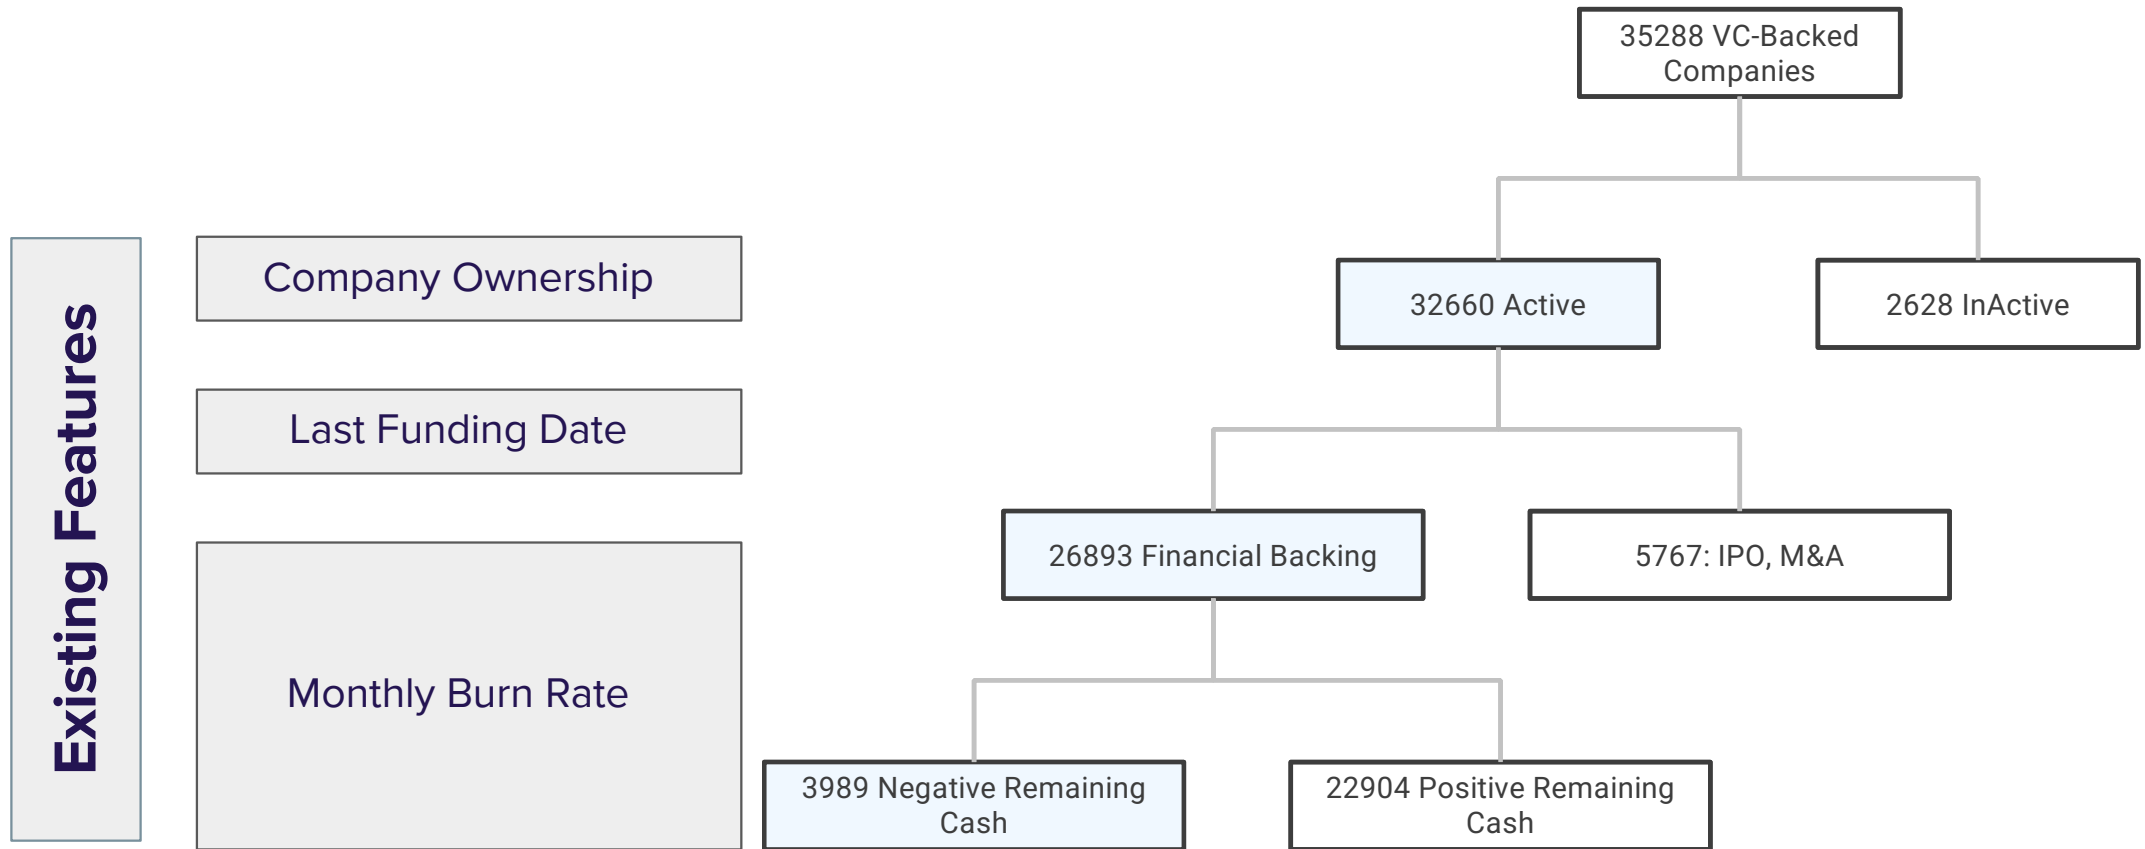 35288 VC-Backed
Companies
Existing Features
Company Ownership
32660 Active
2628 InActive
Last Funding Date
26893 Financial Backing
5767: IPO, M&A
Monthly Burn Rate
3989 Negative Remaining
Cash
22904 Positive Remaining
Cash